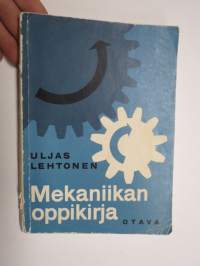 ULJAS
LEHTONEN
Mekaniikan
oppikirja
OTAVA